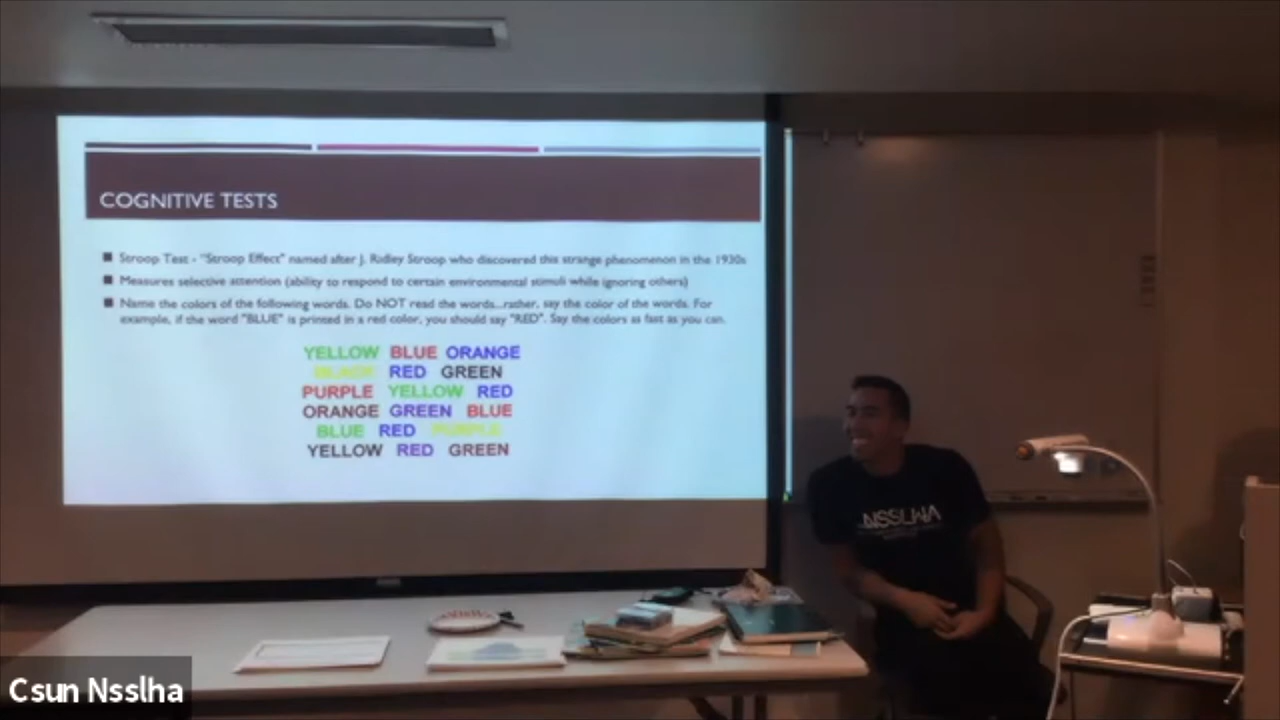 COGNITIVE TESTS
Stroop Test - "Stroop Effect" named after J. Ridley Stroop who discovered this strange phenomenon in the 1930s
Measures selective attention (ability to respond to certain environmental stimuli while ignoring others)
Name the colors of the following words. Do NOT read the words...rather, say the color of the words. For
example, if the word "BLUE" is printed in a red color, you should say "RED". Say the colors as fast as you can.
YELLOW BLUE ORANGE
BLACK RED GREEN
PURPLE YELLOW RED
ORANGE GREEN BLUE
BLUE RED PURPLE
YELLOW RED GREEN
NSSLHA
Csun Nsslha